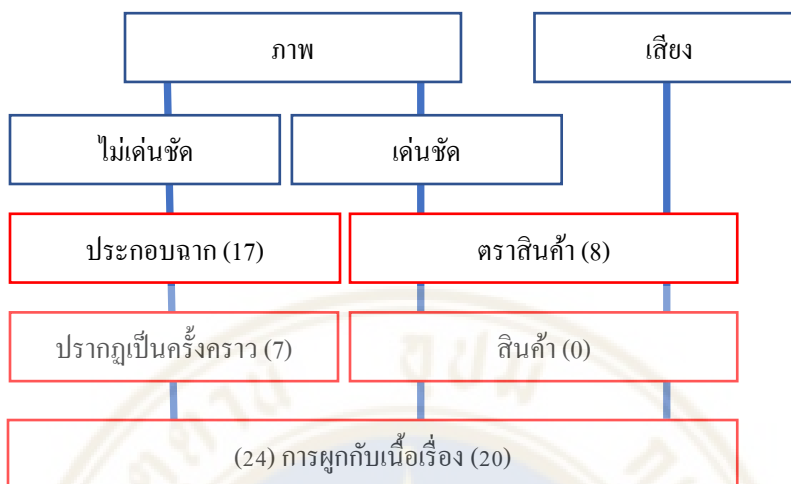 ภาพ
เสียง
ไม่เด่นชัด
เด่นชัด
ประกอบฉาก (17)
ตราสินค้า (8)
ปรากฏเป็นครั้งคราว (7)
สินค้า (0)
(24) การผูกกับเนื้อเรื่อง (20)